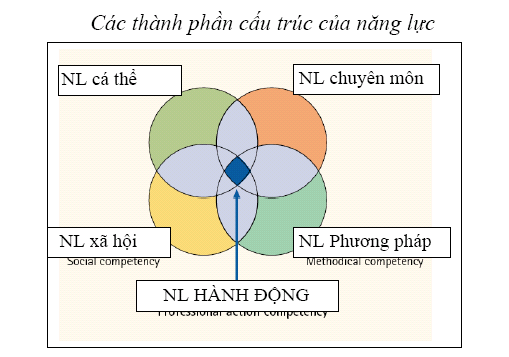 Các thành phần cấu trúc của năng lực
NL cá thể
NL chuyên môn
NL xã hội
NL Phương pháp
Social competency
Methodical competency
NL HÀNH ĐỘNG
Professional action competency